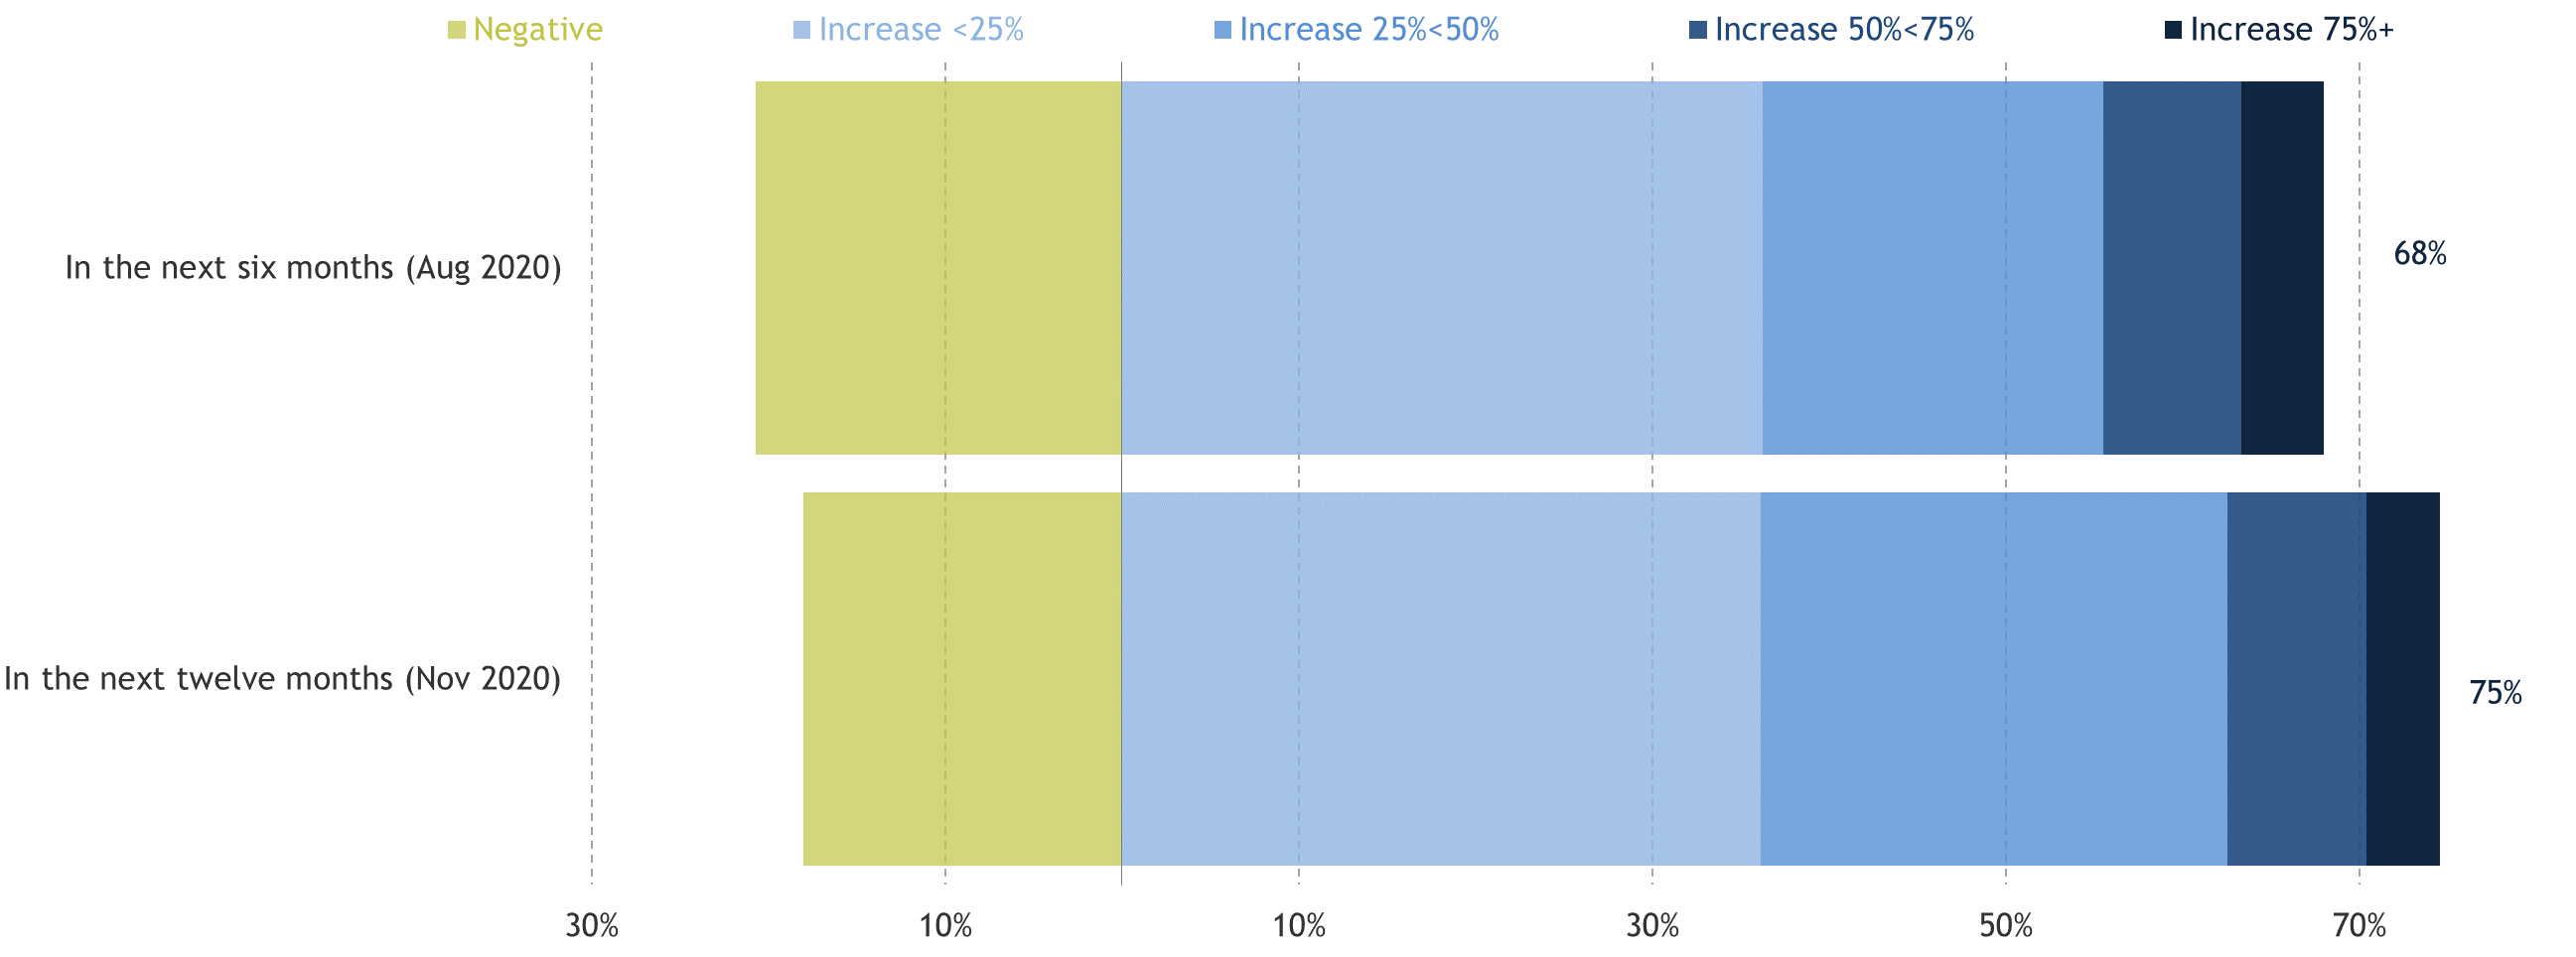 Negative Increase <25% Increase 25%<50% Increase 50%<75% Increase 75%+
In the next six months (Aug 2020) 68%
In the next twelve months (Nov 2020) 75%
30% 10% 10% 30% 50% 70%